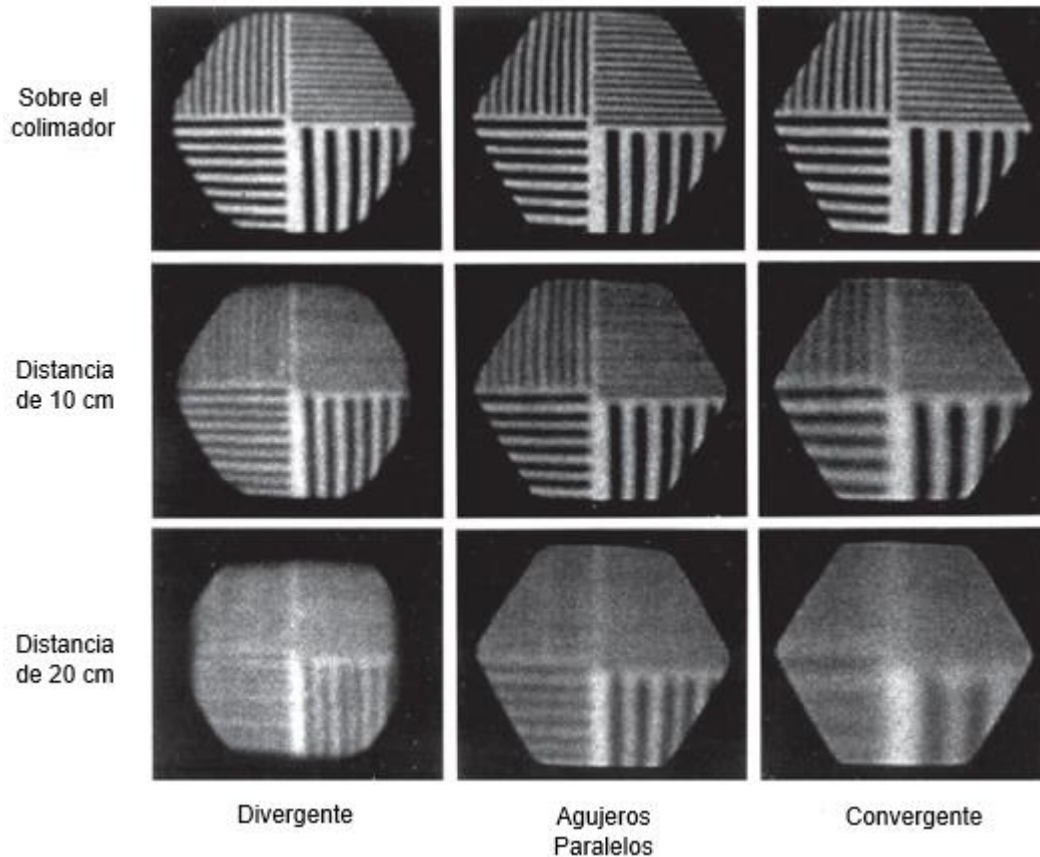 Sobre el
colimador
Distancia
de 10 cm
Distancia
de 20 cm
Divergente
Agujeros
Paralelos
Convergente